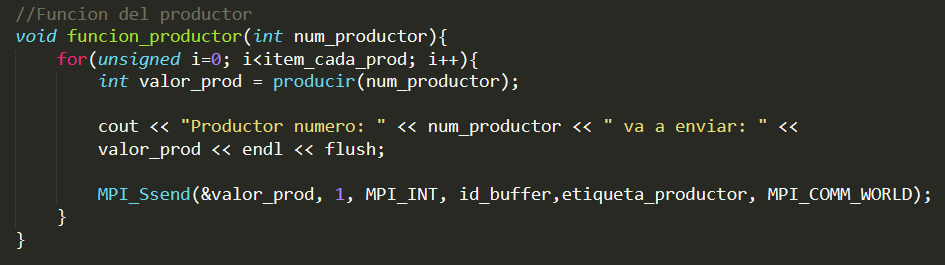 //Funcion del productor
void funcion_productor(int num_productor){
    for(unsigned i=0; i<item_cada_prod; i++){
        int valor_prod = producir(num_productor);

        cout << "Productor numero: " << num_productor << " va a enviar: " <<
        valor_prod << endl << flush;

        MPI_Ssend(&valor_prod, 1, MPI_INT, id_buffer,etiqueta_productor, MPI_COMM_WORLD);
    }
}